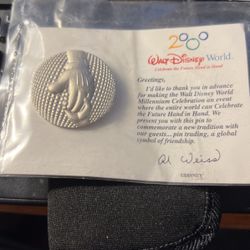 2000
Walt Disney World.
Celebrate the Future Hand in Hand
Greetings,
I'd like to thank you in advance
for making the Walt Disney World
Millennium Celebration an event
where the entire world can Celebrate
the Future Hand in Hand. We
present you with this pin to
commemorate a new tradition with
our guests... pin trading, a global
symbol of friendship.
Al Weiss
©DISNEY